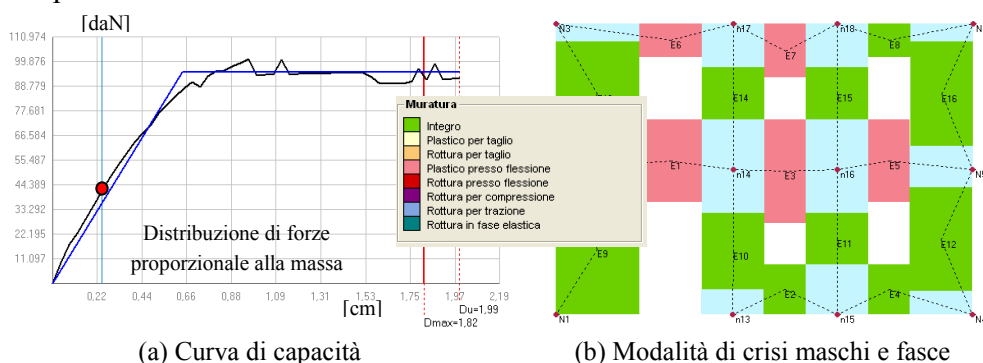 [daN]
110.974
99.876
88.779
77.681
66.584
55.487
44.389
33.292
22.195
11.097
Distribuzione di forze
proporzionale alla massa
0,22 0,44 0,66 0,88 1,09 1,31 1,53 1,75 1,97 2,19
[cm]
Du=1,99
Dmax=1,82
Muratura
Integro
Plastico per taglio
Rottura per taglio
Plastico presso flessione
Rottura presso flessione
Rottura per compressione
Rottura per trazione
Rottura in fase elastica
N3 n17 n18
E6 E7 E8
E14 E15 E16
E1 n14 E3 n16 E5 N5
E9 E10 E11 E12
E2 E4
N1 n13 n15 N4
(a) Curva di capacità
(b) Modalità di crisi maschi e fasce